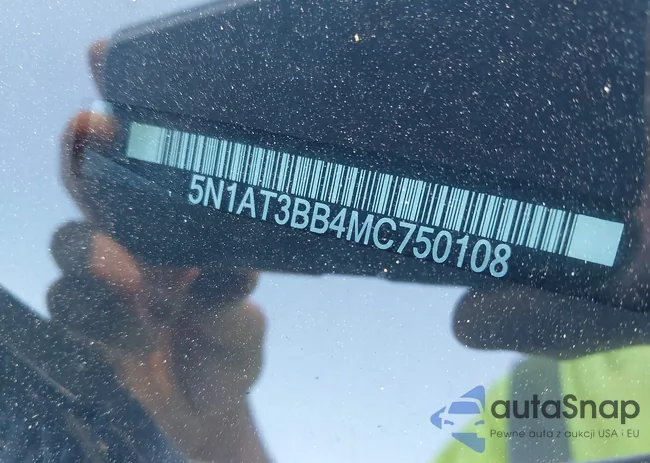 5N1AT3BB4MC750108
autaSnap
Pewne auta z aukcji USA i EU